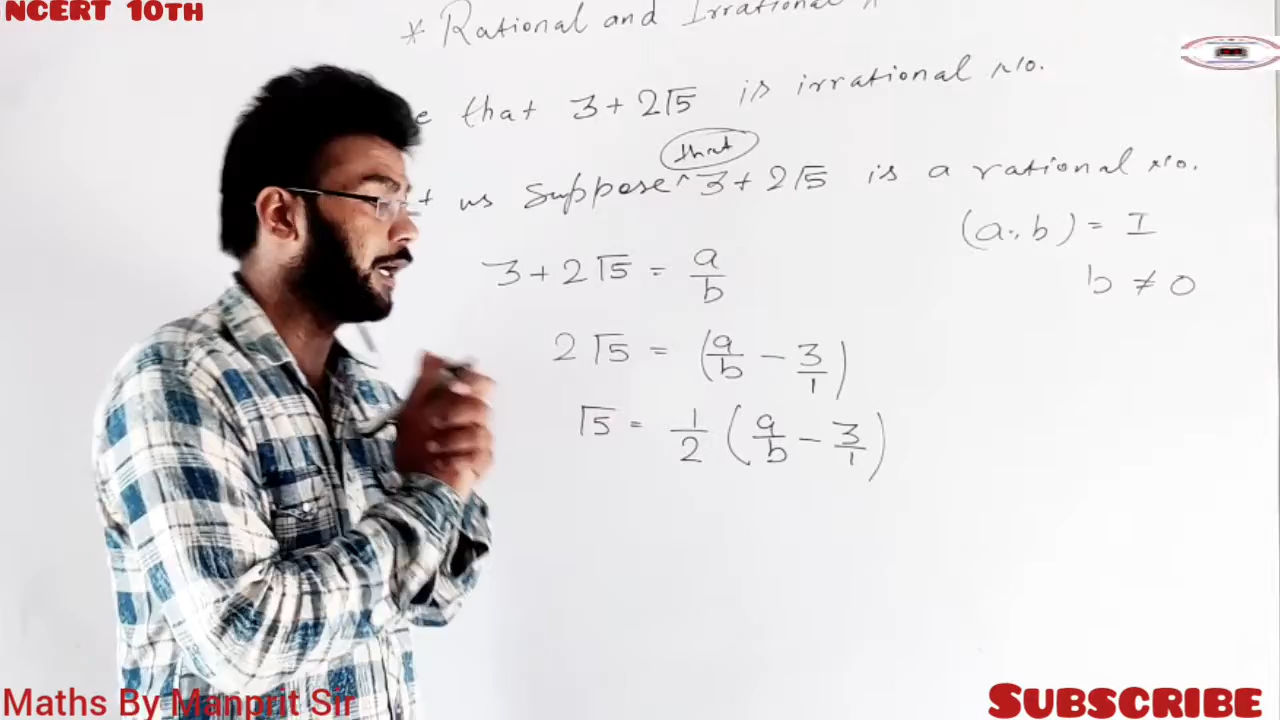 NCERT 10TH
* Rational and Irrational *
e that 3 + 2√5 is irrational no.
that
t us suppose ^ 3 + 2√5 is a rational no.
(a., b) = I
3 + 2√5 = a/b
b ≠ 0
2√5 = (a/b - 3/1)
√5 = 1/2 (a/b - 3/1)
Maths By Manprit Sir
SUBSCRIBE